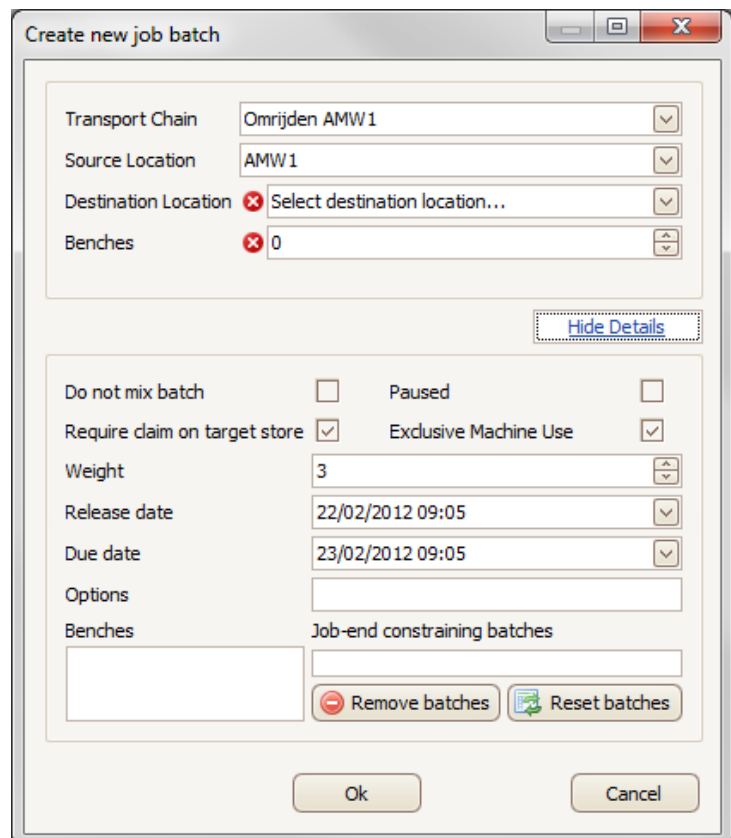 Create new job batch
Transport Chain Omrijden AMW1
Source Location AMW1
Destination Location Select destination location...
Benches 0
Hide Details
Do not mix batch Paused
Require claim on target store Exclusive Machine Use
Weight 3
Release date 22/02/2012 09:05
Due date 23/02/2012 09:05
Options
Benches Job-end constraining batches
Remove batches Reset batches
Ok Cancel